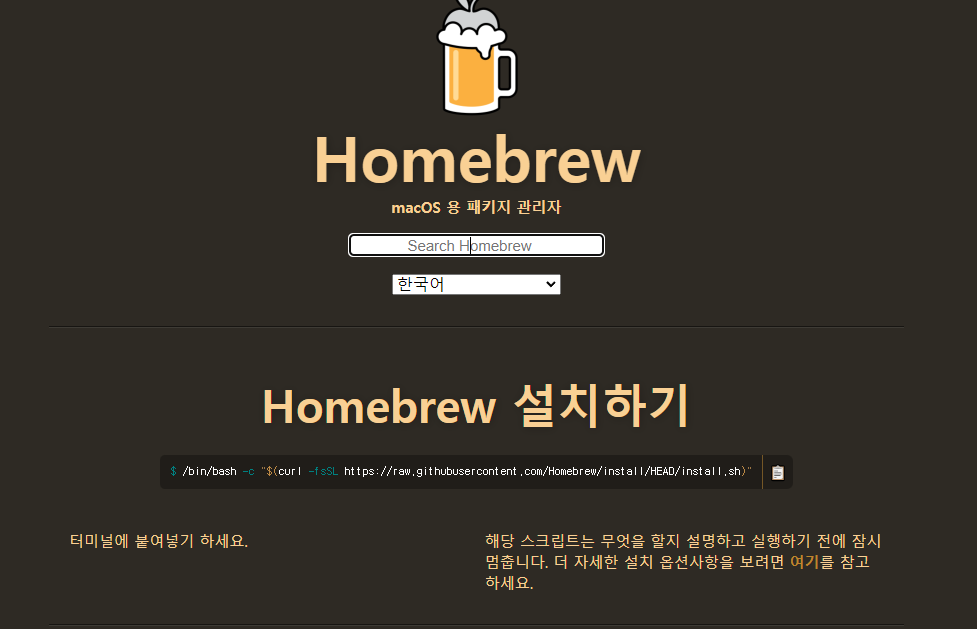 Homebrew
macOS 용 패키지 관리자
Search Homebrew
한국어
Homebrew 설치하기
$ /bin/bash -c "$(curl -fsSL https://raw.githubusercontent.com/Homebrew/install/HEAD/install.sh)"
터미널에 붙여넣기 하세요.
해당 스크립트는 무엇을 할지 설명하고 실행하기 전에 잠시
멈춥니다. 더 자세한 설치 옵션사항을 보려면 여기를 참고
하세요.